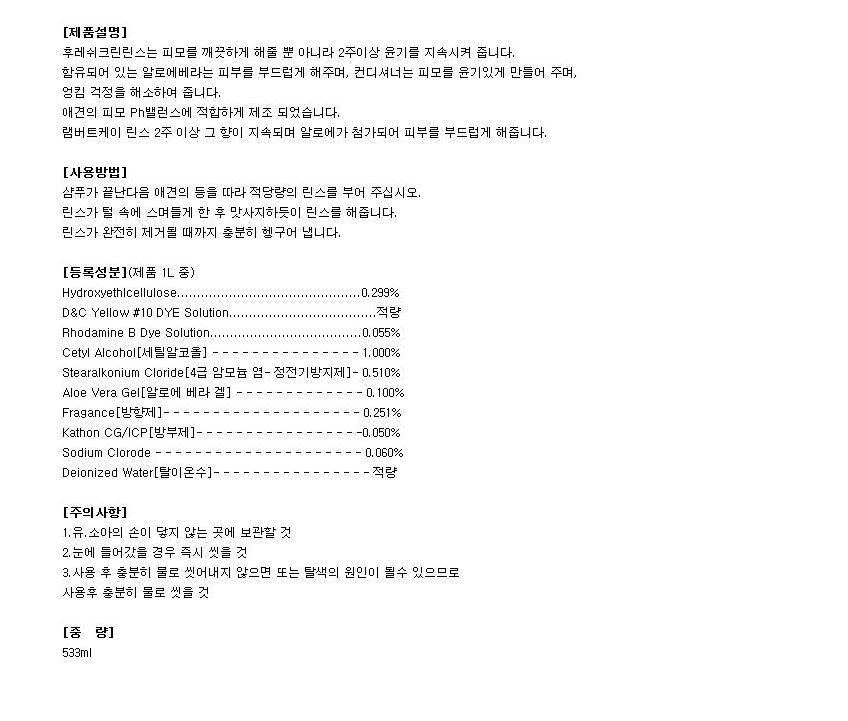 [제품설명]
후레쉬크린린스는 피모를 깨끗하게 해줄 뿐 아니라 2주이상 윤기를 지속시켜 줍니다.
함유되어 있는 알로에베라는 피부를 부드럽게 해주며, 컨디셔너는 피모를 윤기있게 만들어 주며,
엉킴 걱정을 해소하여 줍니다.
애견의 피모 Ph밸런스에 적합하게 제조 되었습니다.
램버트케이 린스 2주 이상 그 향이 지속되며 알로에가 첨가되어 피부를 부드럽게 해줍니다.
[사용방법]
샴푸가 끝난다음 애견의 등을 따라 적당량의 린스를 부어 주십시오.
린스가 털 속에 스며들게 한 후 맛사지하듯이 린스를 해줍니다.
린스가 완전히 제거될 때까지 충분히 헹구어 냅니다.
[등록성분](제품 1L 중)
Hydroxyethlcellulose..............................................0.299%
D&C Yellow #10 DYE Solution.....................................적량
Rhodamine B Dye Solution......................................0.055%
Cetyl Alcohol[세틸알코올] - - - - - - - - - - - - - - - - 1.000%
Stearalkonium Cloride[4급 암모늄 염- 정전기방지제]- 0.510%
Aloe Vera Gel[알로에 베라 겔] - - - - - - - - - - - - - 0.100%
Fragance[방향제]- - - - - - - - - - - - - - - - - - - - 0.251%
Kathon CG/ICP[방부제]- - - - - - - - - - - - - - - - -0.050%
Sodium Clorode - - - - - - - - - - - - - - - - - - - - - 0.060%
Deionized Water[탈이온수]- - - - - - - - - - - - - - - - 적량
[주의사항]
1.유.소아의 손이 닿지 않는 곳에 보관할 것
2.눈에 들어갔을 경우 즉시 씻을 것
3.사용 후 충분히 물로 씻어내지 않으면 또는 탈색의 원인이 될수 있으므로
사용후 충분히 물로 씻을 것
[중 량]
533ml